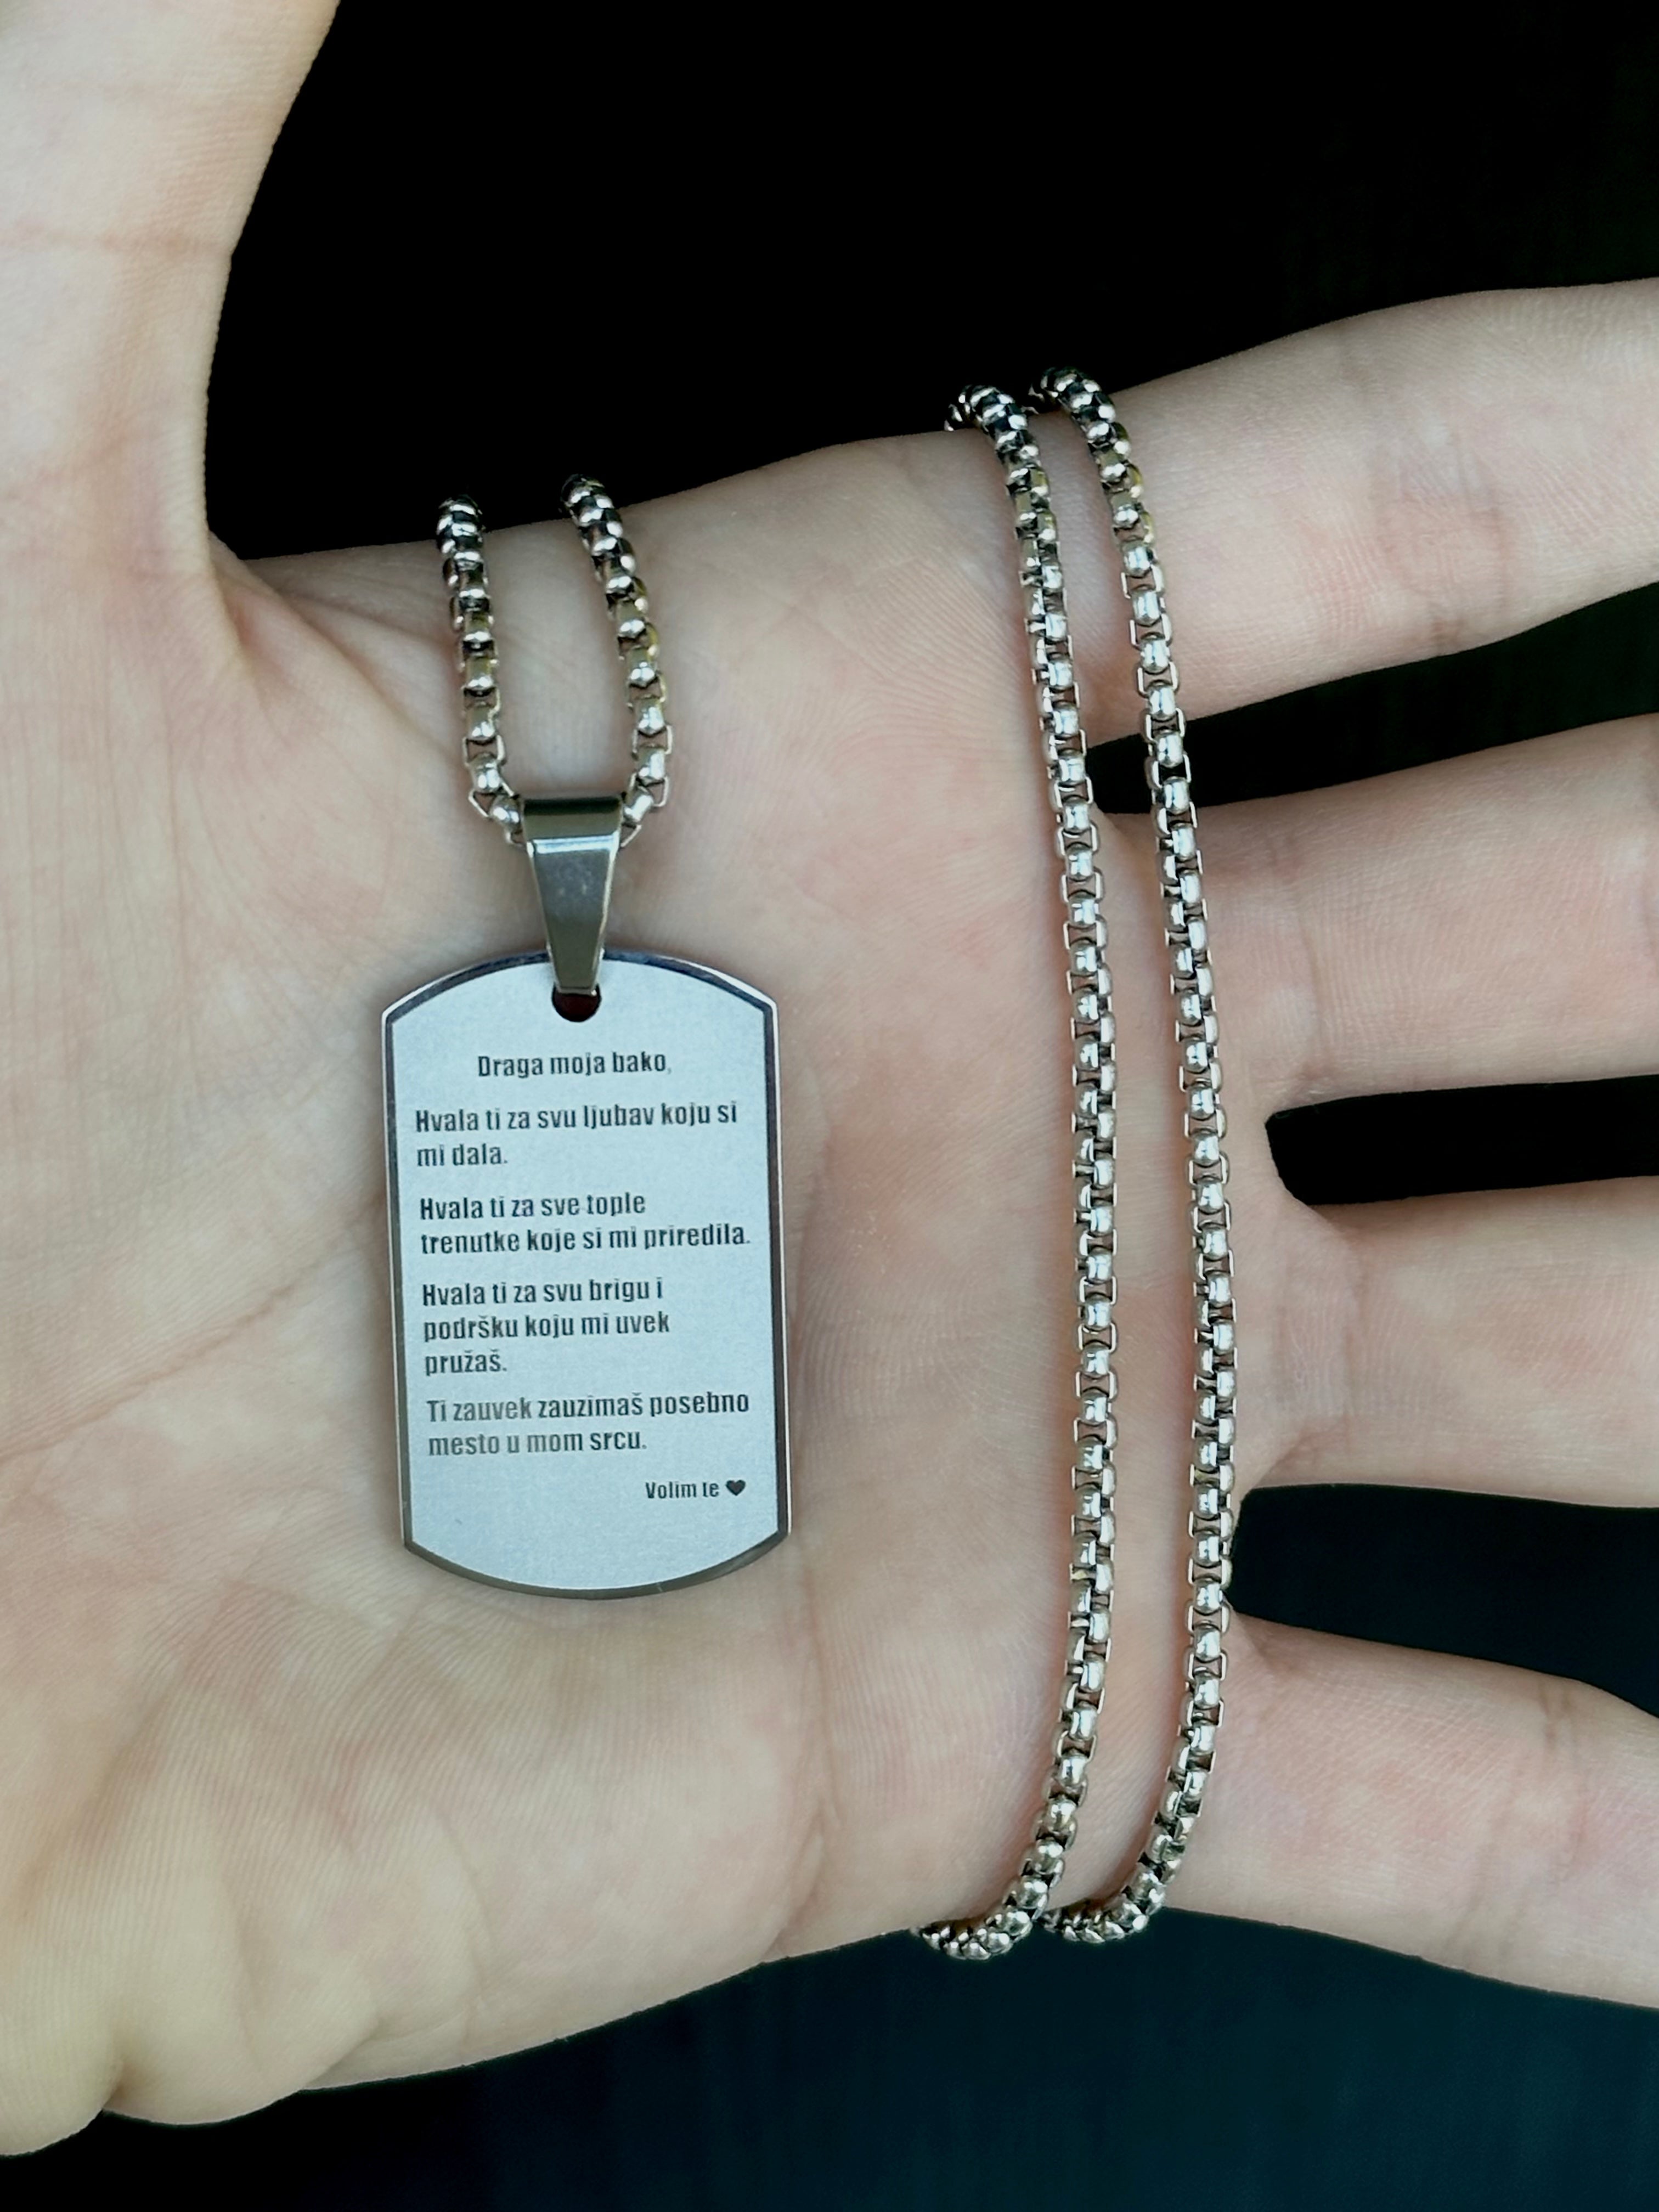 Draga moja bako,
Hvala ti za svu ljubav koju si
mi dala.
Hvala ti za sve tople
trenutke koje si mi priredila.
Hvala ti za svu brigu i
podršku koju mi uvek
pružaš.
Ti zauvek zauzimaš posebno
mesto u mom srcu.
Volim te ♥